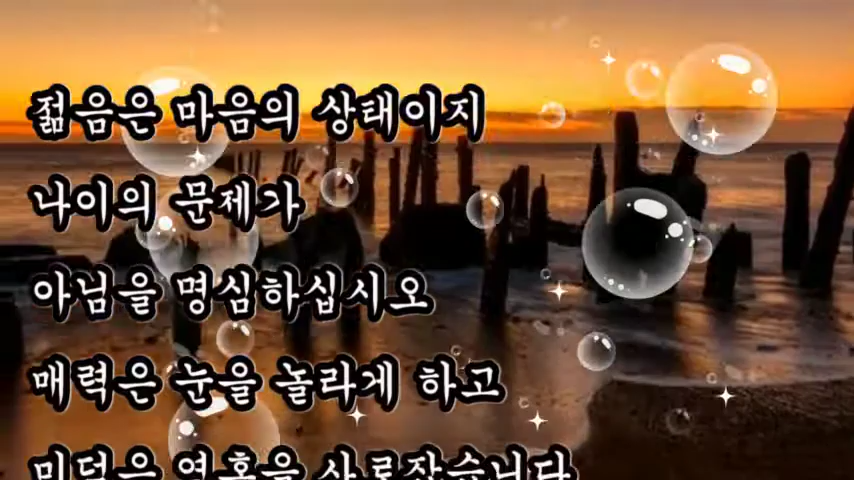 젊음은 마음의 상태이지
나이의 문제가
아님을 명심하십시오
매력은 눈을 놀라게 하고
미덕은 영혼을 사로잡습니다